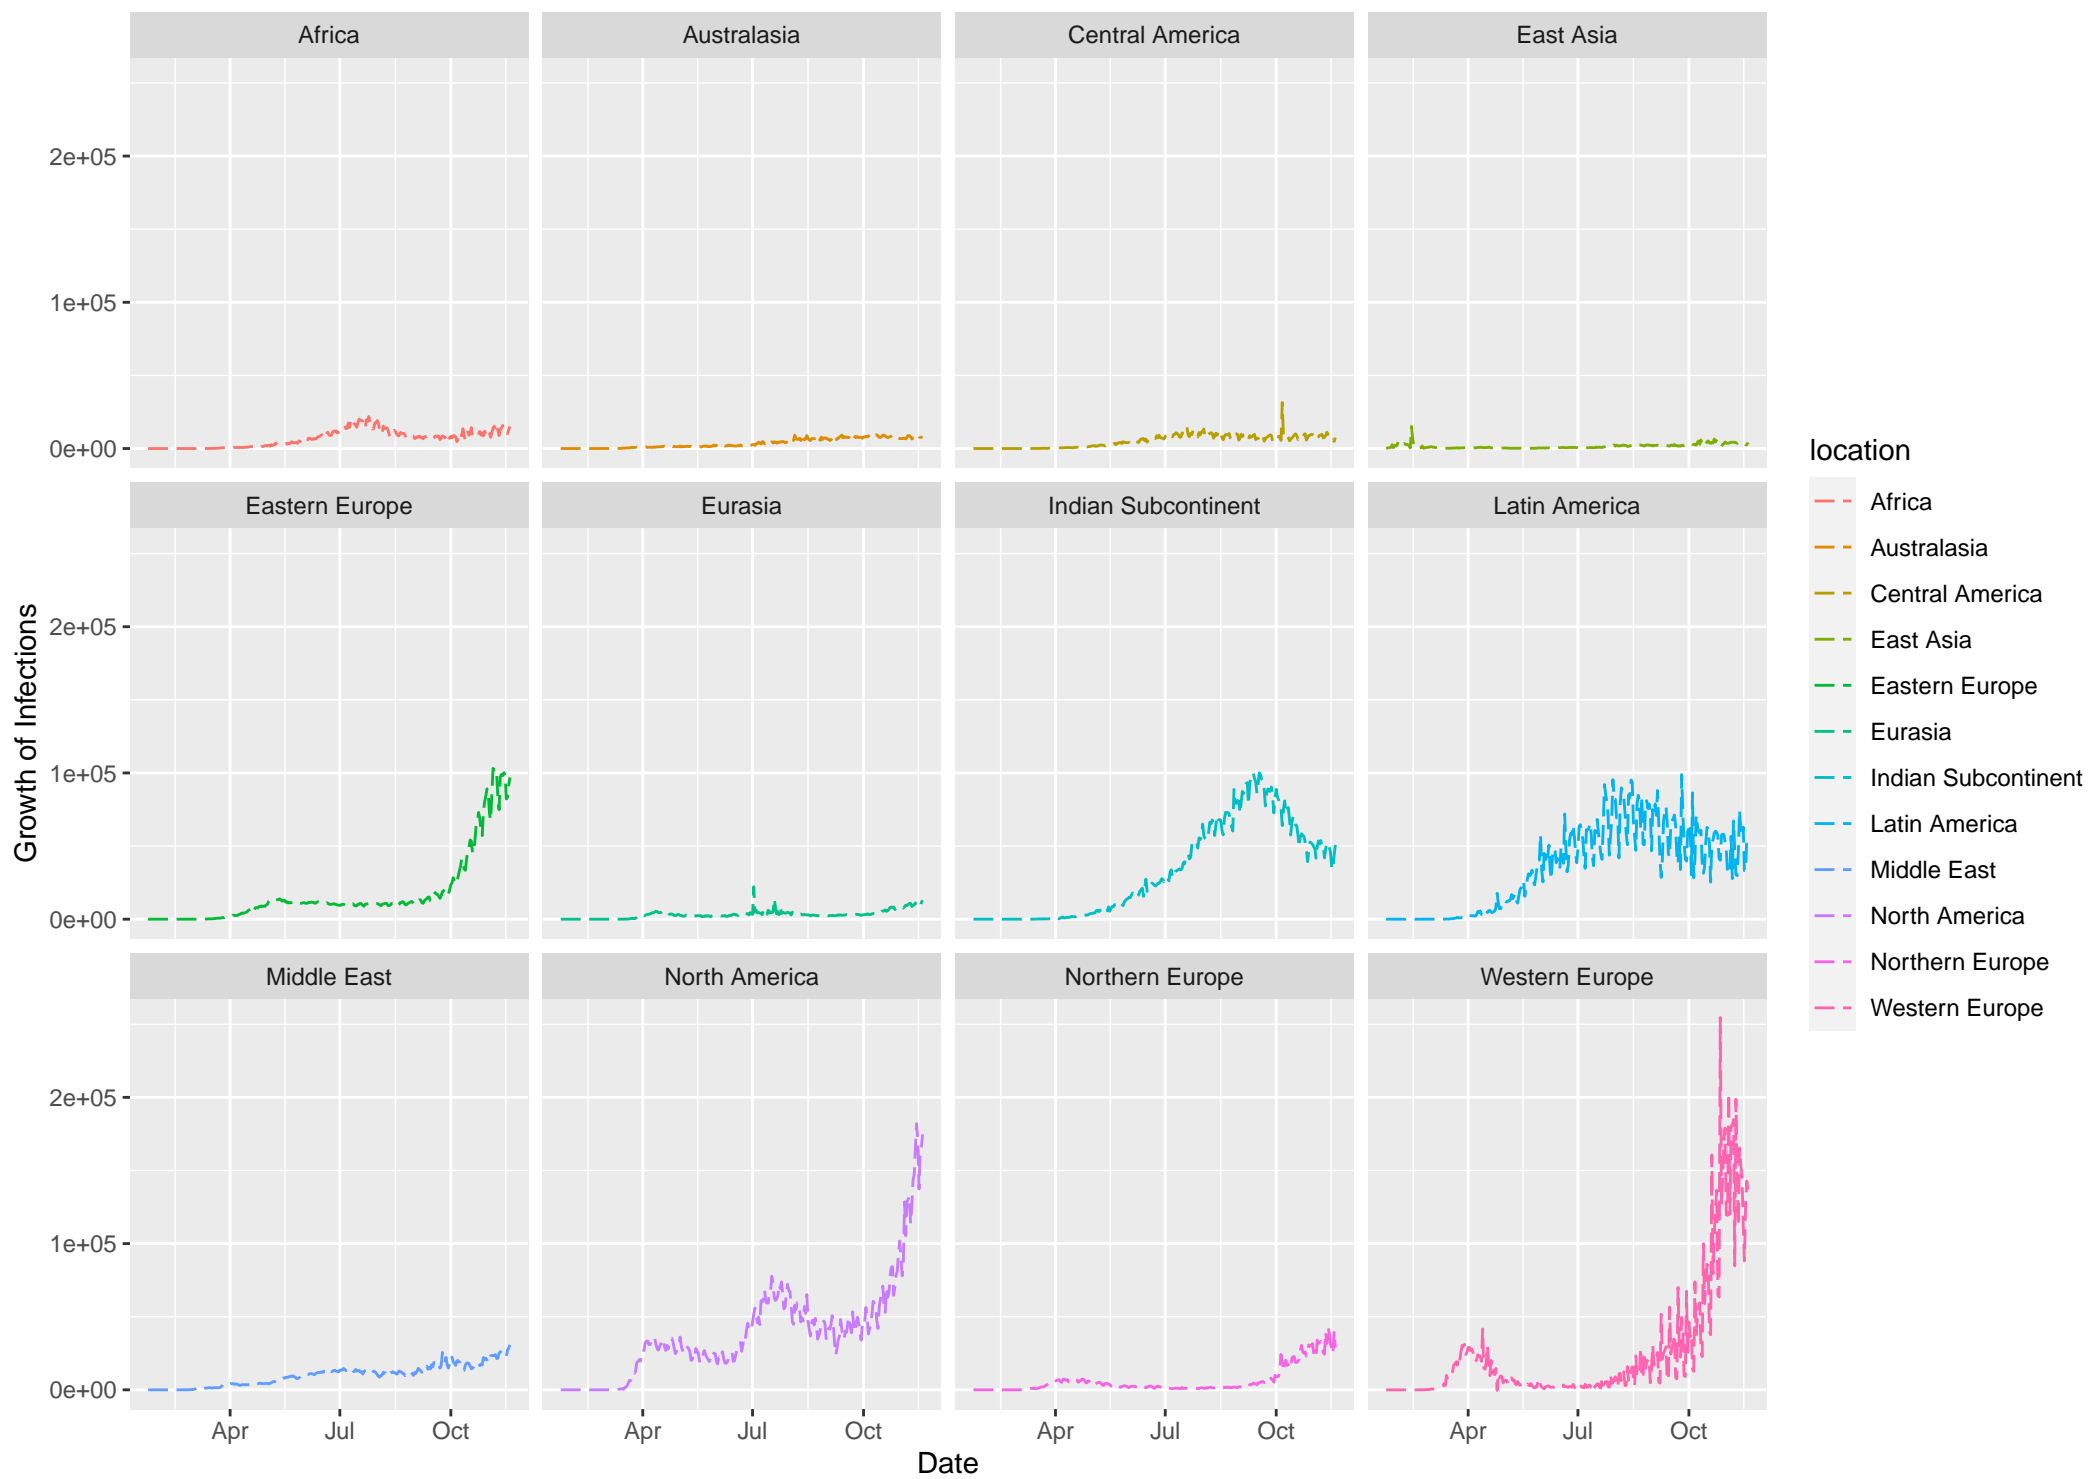 Africa Australasia Central America East Asia
2e+05
1e+05
0e+00
Eastern Europe Eurasia Indian Subcontinent Latin America
2e+05
1e+05
0e+00
Middle East North America Northern Europe Western Europe
2e+05
1e+05
0e+00
Apr Jul Oct Apr Jul Oct Apr Jul Oct Apr Jul Oct
Date
Growth of Infections
location
Africa
Australasia
Central America
East Asia
Eastern Europe
Eurasia
Indian Subcontinent
Latin America
Middle East
North America
Northern Europe
Western Europe